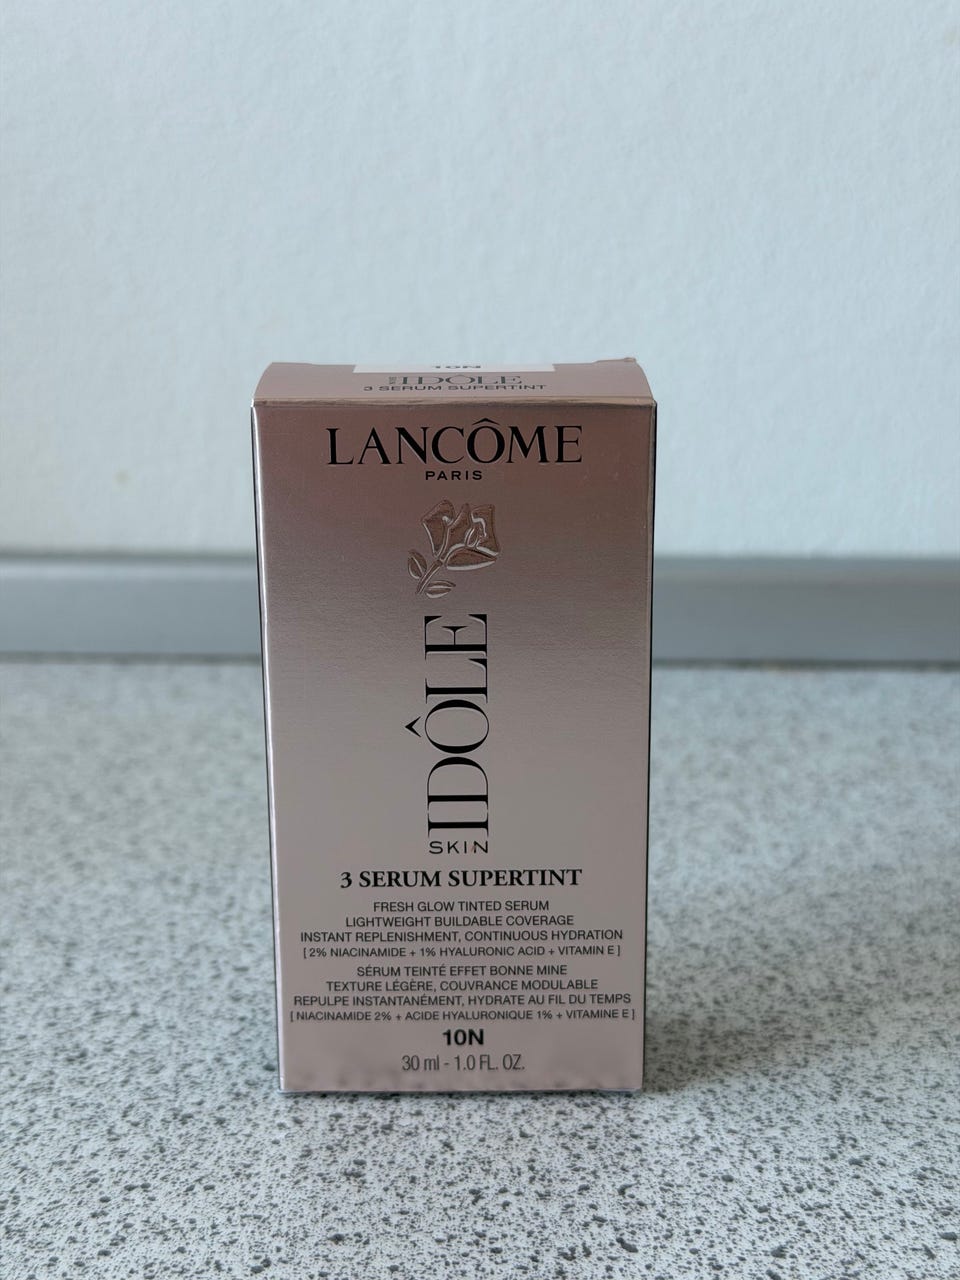 10N
IDÔLE
3 SERUM SUPERTINT
LANCÔME
PARIS
IDÔLE
SKIN
3 SERUM SUPERTINT
FRESH GLOW TINTED SERUM
LIGHTWEIGHT BUILDABLE COVERAGE
INSTANT REPLENISHMENT, CONTINUOUS HYDRATION
[ 2% NIACINAMIDE + 1% HYALURONIC ACID + VITAMIN E ]
SÉRUM TEINTÉ EFFET BONNE MINE
TEXTURE LÉGÈRE, COUVRANCE MODULABLE
REPULPE INSTANTANÉMENT, HYDRATE AU FIL DU TEMPS
[ NIACINAMIDE 2% + ACIDE HYALURONIQUE 1% + VITAMINE E ]
10N
30 ml - 1.0 FL. OZ.